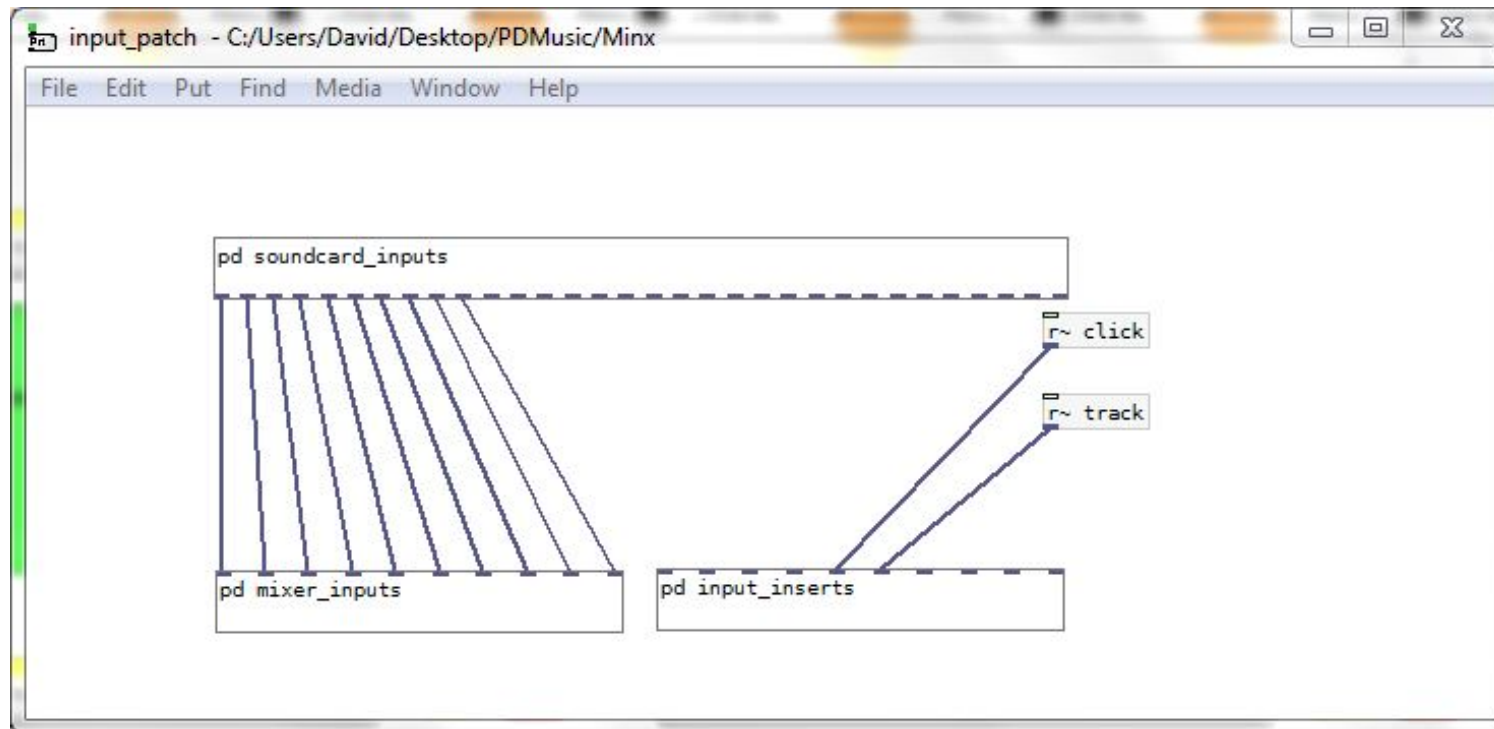 input_patch - C:/Users/David/Desktop/PDMusic/Minx
File Edit Put Find Media Window Help
pd soundcard_inputs
r~ click
r~ track
pd mixer_inputs
pd input_inserts